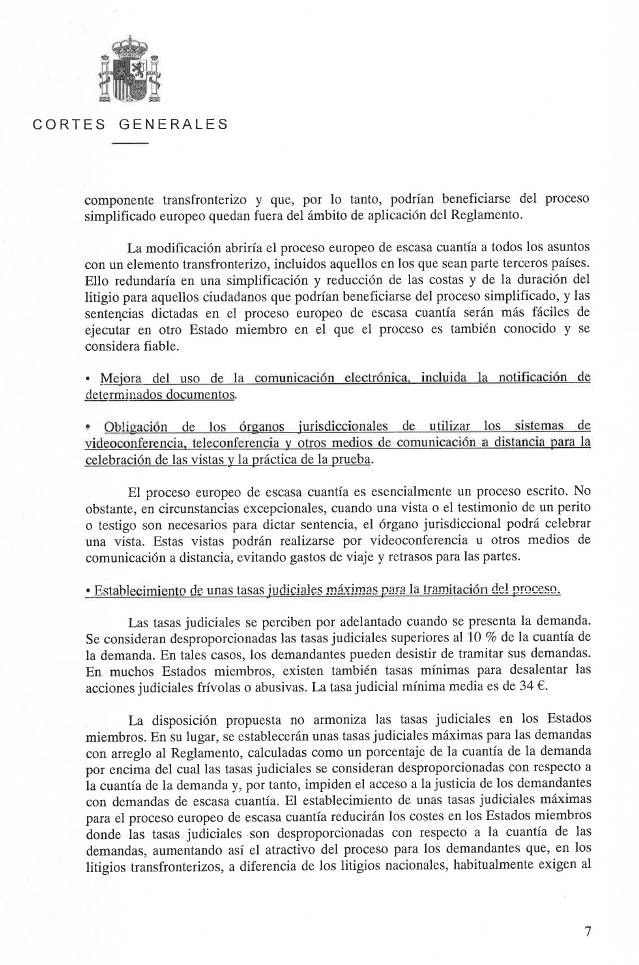 CORTES GENERALES
componente transfronterizo y que, por lo tanto, podrían beneficiarse del proceso
simplificado europeo quedan fuera del ámbito de aplicación del Reglamento.
La modificación abriría el proceso europeo de escasa cuantía a todos los asuntos
con un elemento transfronterizo, incluidos aquellos en los que sean parte terceros países.
Ello redundaría en una simplificación y reducción de las costas y de la duración del
litigio para aquellos ciudadanos que podrían beneficiarse del proceso simplificado, y las
sentencias dictadas en el proceso europeo de escasa cuantía serán más fáciles de
ejecutar en otro Estado miembro en el que el proceso es también conocido y se
considera fiable.
• Mejora del uso de la comunicación electrónica, incluida la notificación de
determinados documentos.
• Obligación de los órganos jurisdiccionales de utilizar los sistemas de
videoconferencia, teleconferencia y otros medios de comunicación a distancia para la
celebración de las vistas y la práctica de la prueba.
El proceso europeo de escasa cuantía es esencialmente un proceso escrito. No
obstante, en circunstancias excepcionales, cuando una vista o el testimonio de un perito
o testigo son necesarios para dictar sentencia, el órgano jurisdiccional podrá celebrar
una vista. Estas vistas podrán realizarse por videoconferencia u otros medios de
comunicación a distancia, evitando gastos de viaje y retrasos para las partes.
• Establecimiento de unas tasas judiciales máximas para la tramitación del proceso.
Las tasas judiciales se perciben por adelantado cuando se presenta la demanda.
Se consideran desproporcionadas las tasas judiciales superiores al 10 % de la cuantía de
la demanda. En tales casos, los demandantes pueden desistir de tramitar sus demandas.
En muchos Estados miembros, existen también tasas mínimas para desalentar las
acciones judiciales frívolas o abusivas. La tasa judicial mínima media es de 34 €.
La disposición propuesta no armoniza las tasas judiciales en los Estados
miembros. En su lugar, se establecerán unas tasas judiciales máximas para las demandas
con arreglo al Reglamento, calculadas como un porcentaje de la cuantía de la demanda
por encima del cual las tasas judiciales se consideran desproporcionadas con respecto a
la cuantía de la demanda y, por tanto, impiden el acceso a la justicia de los demandantes
con demandas de escasa cuantía. El establecimiento de unas tasas judiciales máximas
para el proceso europeo de escasa cuantía reducirán los costes en los Estados miembros
donde las tasas judiciales son desproporcionadas con respecto a la cuantía de las
demandas, aumentando así el atractivo del proceso para los demandantes que, en los
litigios transfronterizos, a diferencia de los litigios nacionales, habitualmente exigen al
7